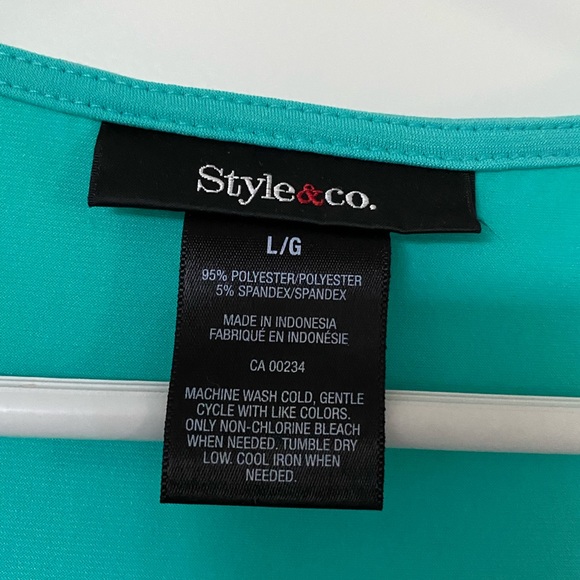 Style&co.
L/G
95% POLYESTER/POLYESTER
5% SPANDEX/SPANDEX
MADE IN INDONESIA
FABRIQUÉ EN INDONÉSIE
CA 00234
MACHINE WASH COLD, GENTLE
CYCLE WITH LIKE COLORS.
ONLY NON-CHLORINE BLEACH
WHEN NEEDED. TUMBLE DRY
LOW. COOL IRON WHEN
NEEDED.